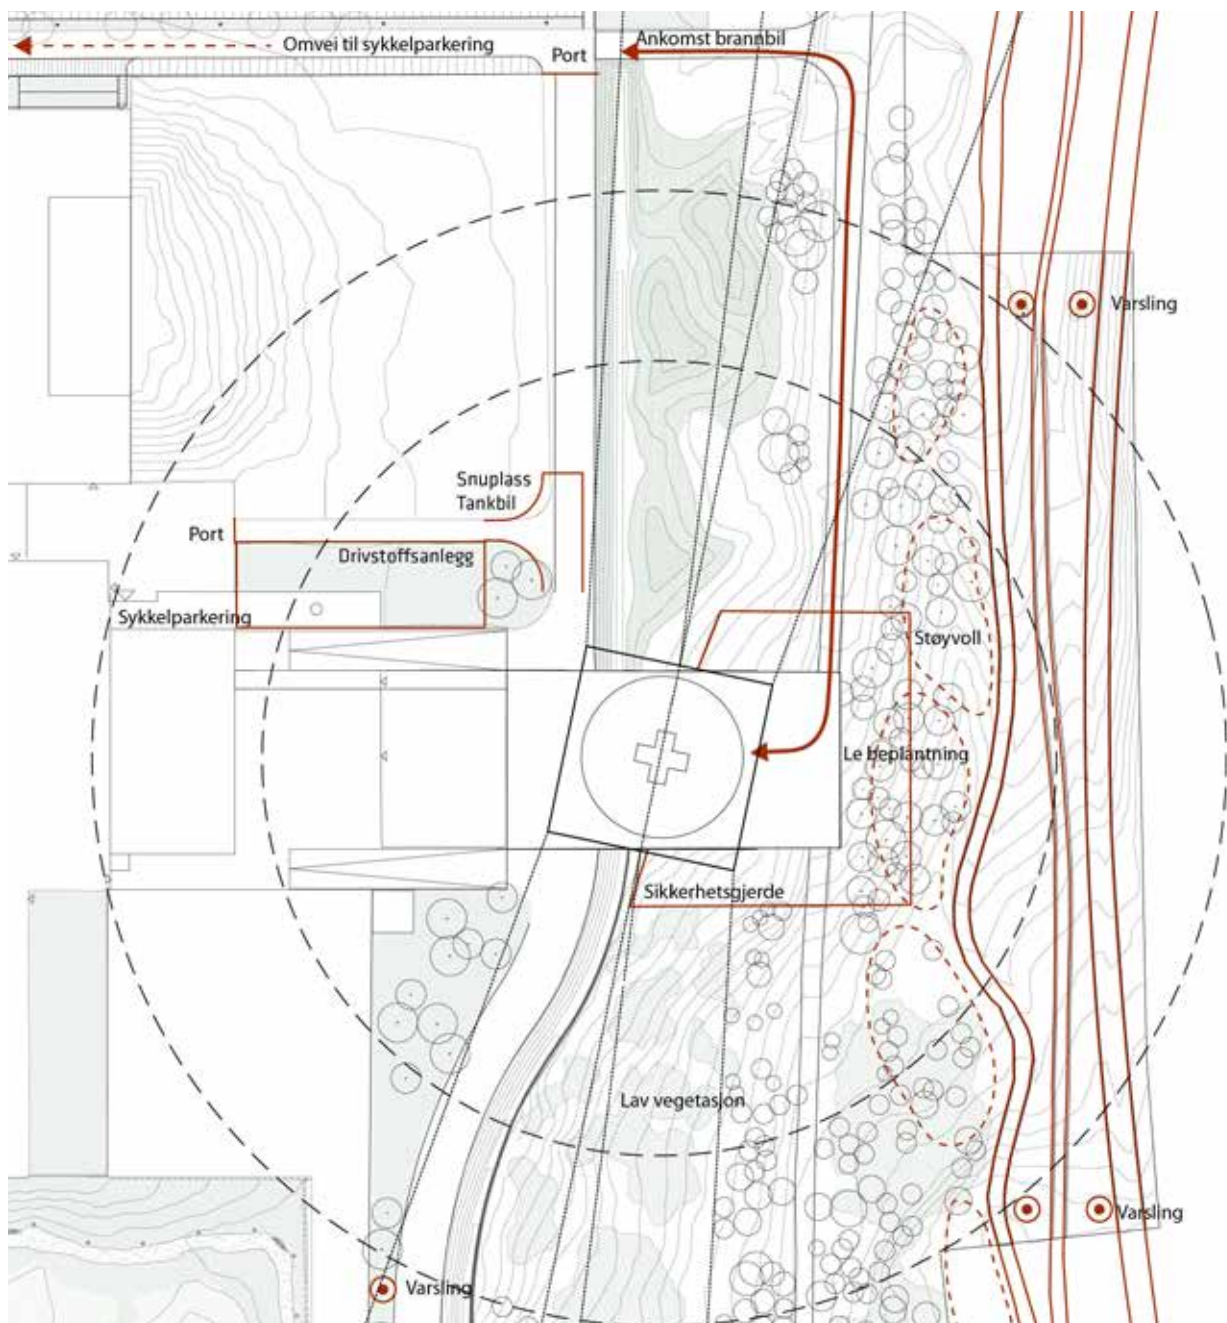 Omvei til sykkelparkering
Ankomst brannbil
Port
Varsling
Snuplass
Tankbil
Port
Drivstoffsanlegg
Sykkelparkering
Støyvoll
Le beplantning
Sikkerhetsgjerde
Lav vegetasjon
Varsling
Varsling